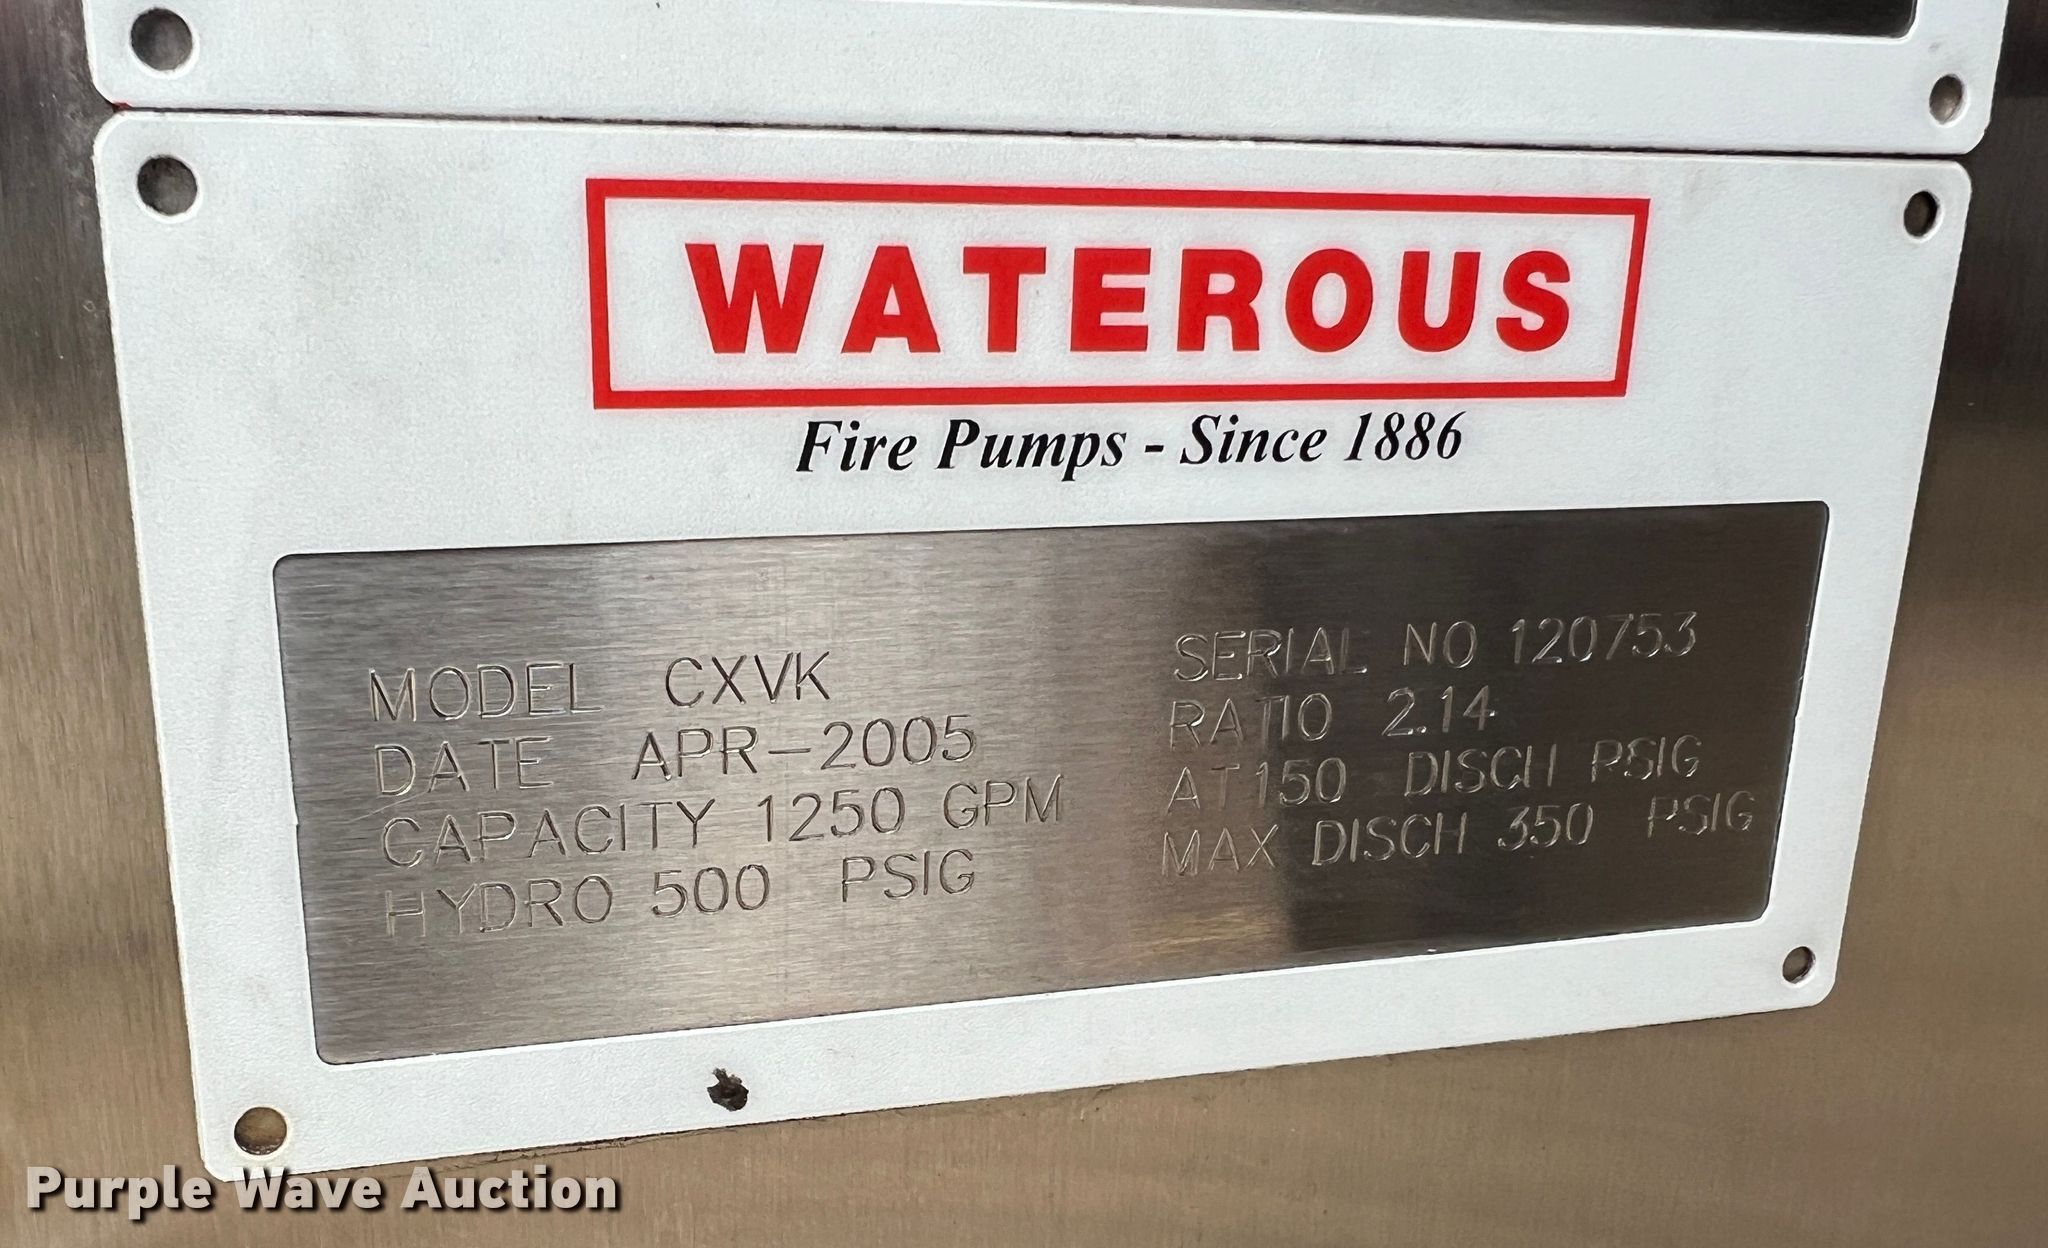 WATEROUS
Fire Pumps - Since 1886
MODEL CXVK
DATE APR-2005
CAPACITY 1250 GPM
HYDRO 500 PSIG
SERIAL NO 120753
RATIO 2.14
AT 150 DISCH PSIG
MAX DISCH 350 PSIG
Purple Wave Auction